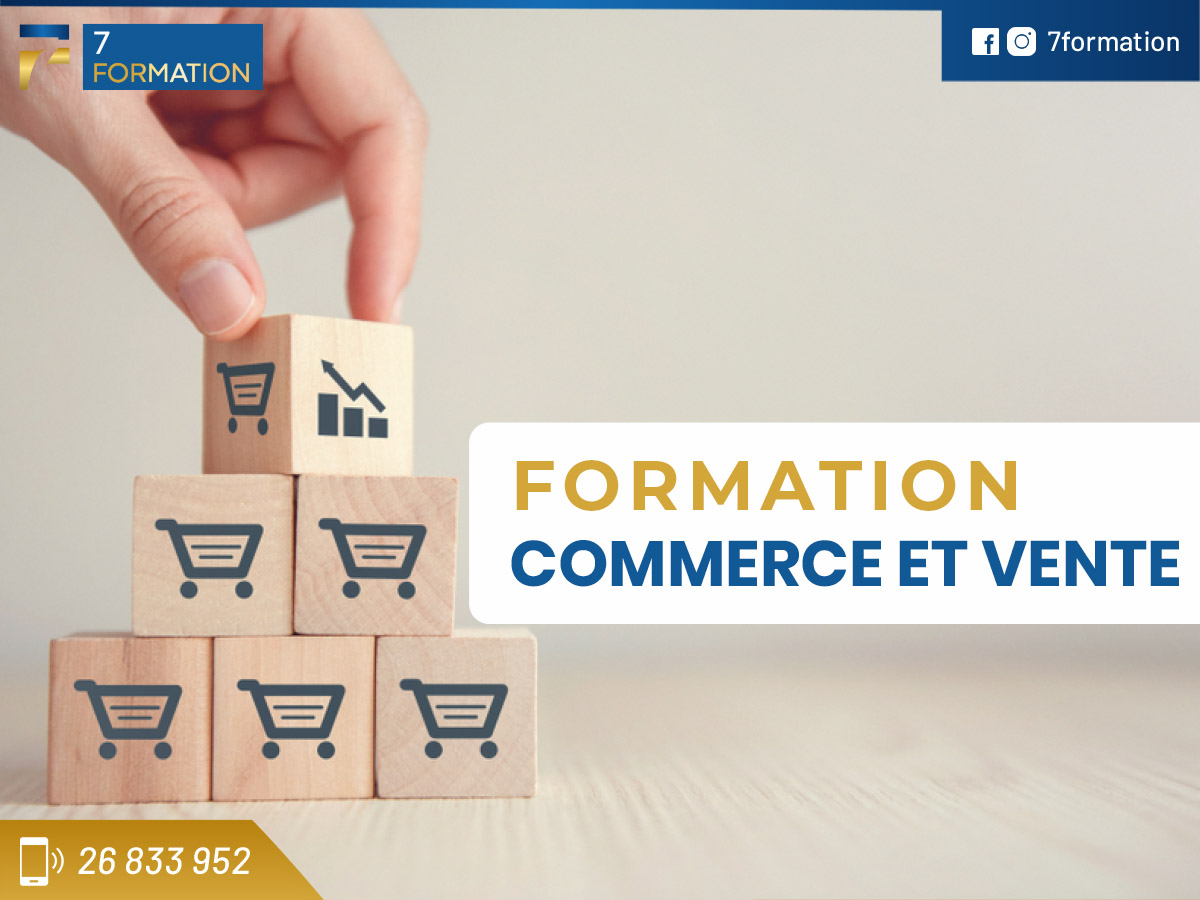 7
FORMATION
7formation
FORMATION
COMMERCE ET VENTE
26 833 952